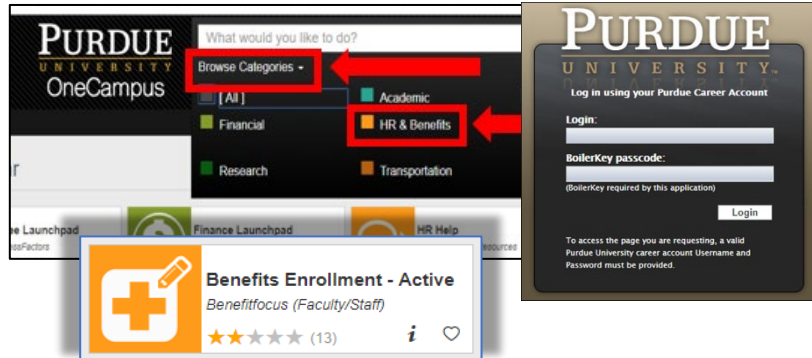 PURDUE
UNIVERSITY
OneCampus
What would you like to do?
Browse Categories
[ All ]
Academic
Financial
HR & Benefits
Research
Transportation
Launchpad
Finance Launchpad
HR Help
Benefits Enrollment - Active
Benefitfocus (Faculty/Staff)
(13)
i
PURDUE
UNIVERSITY
Log in using your Purdue Career Account
Login:
BoilerKey passcode:
(BoilerKey required by this application)
Login
To access the page you are requesting, a valid
Purdue University career account Username and
Password must be provided.